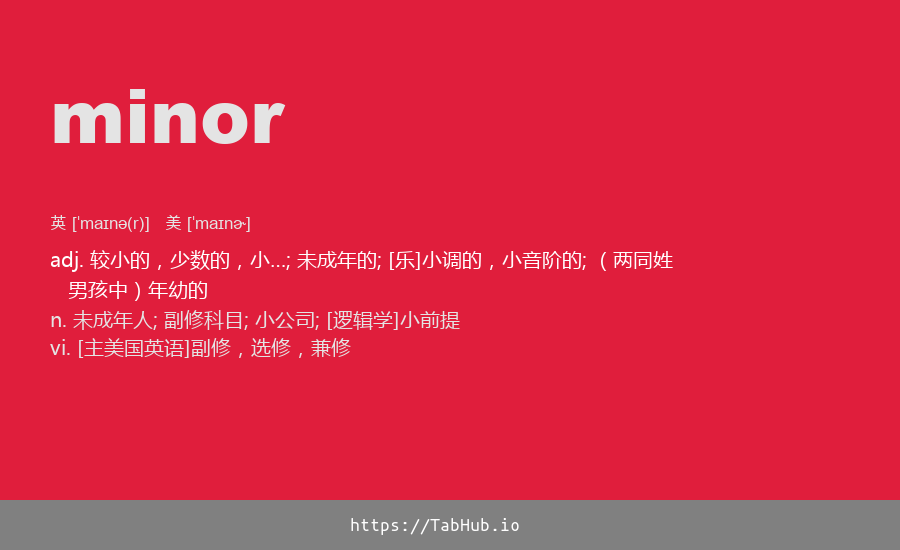 minor
英 [ˈmaɪnə(r)] 美 [ˈmaɪnɚ]
adj. 较小的，少数的，小…; 未成年的; [乐]小调的，小音阶的; （两同姓
男孩中）年幼的
n. 未成年人; 副修科目; 小公司; [逻辑学]小前提
vi. [主美国英语]副修，选修，兼修
https://TabHub.io